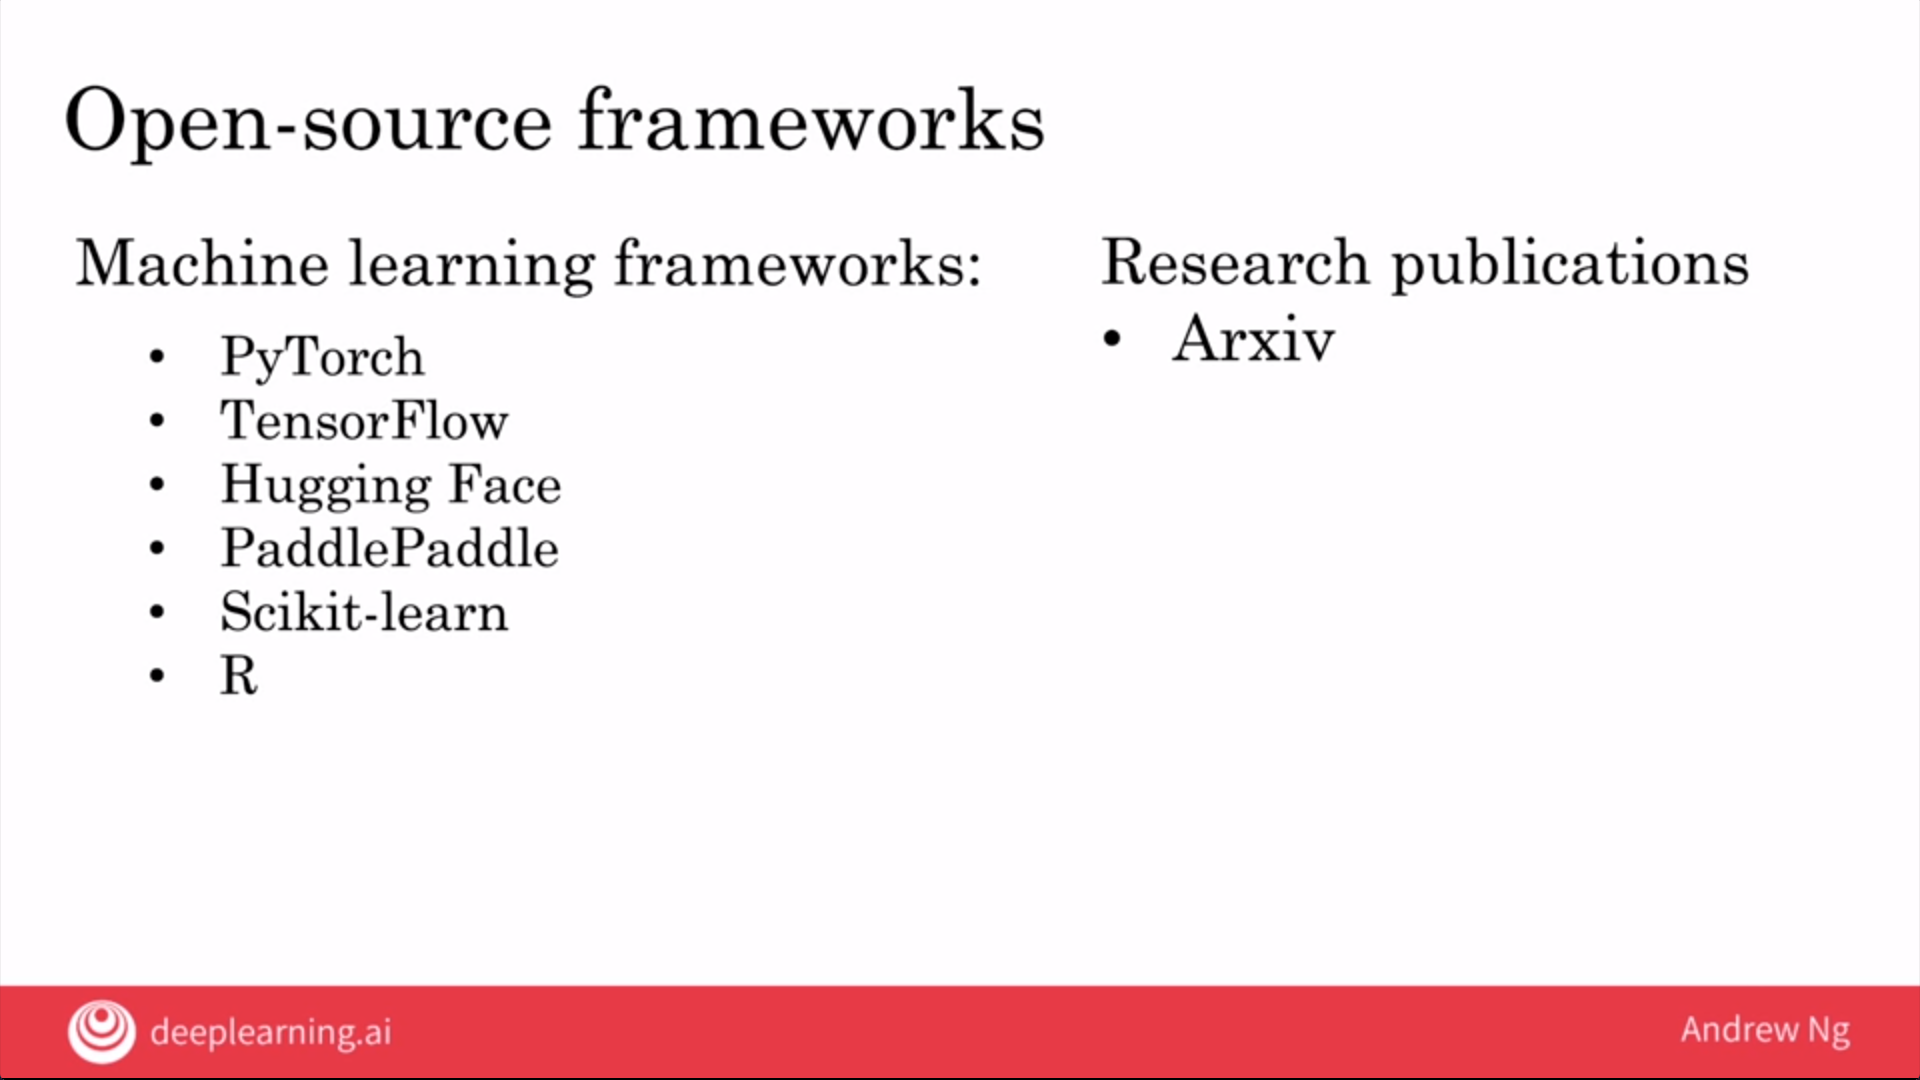 Open-source frameworks
Machine learning frameworks:
• PyTorch
• TensorFlow
• Hugging Face
• PaddlePaddle
• Scikit-learn
• R
Research publications
• Arxiv
deeplearning.ai
Andrew Ng